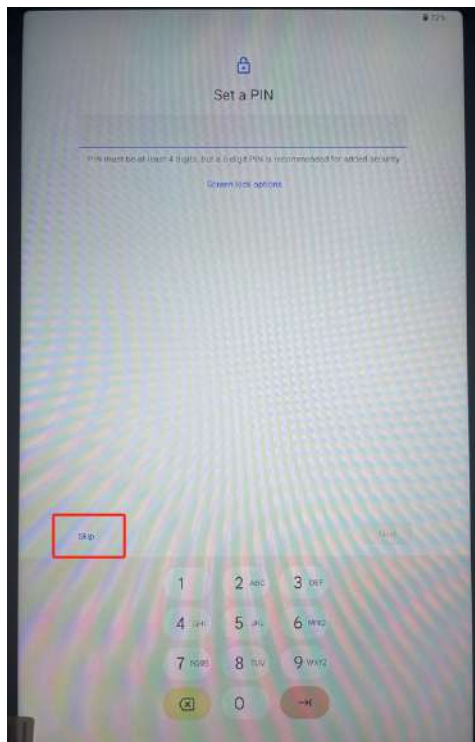 72%
Set a PIN
PIN must be at least 4 digits, but a 6 digit PIN is recommended for added security
Screen lock options
Skip
Next
1
2 ABC
3 DEF
4 GHI
5 JKL
6 MNO
7 PQRS
8 TUV
9 WXYZ
0